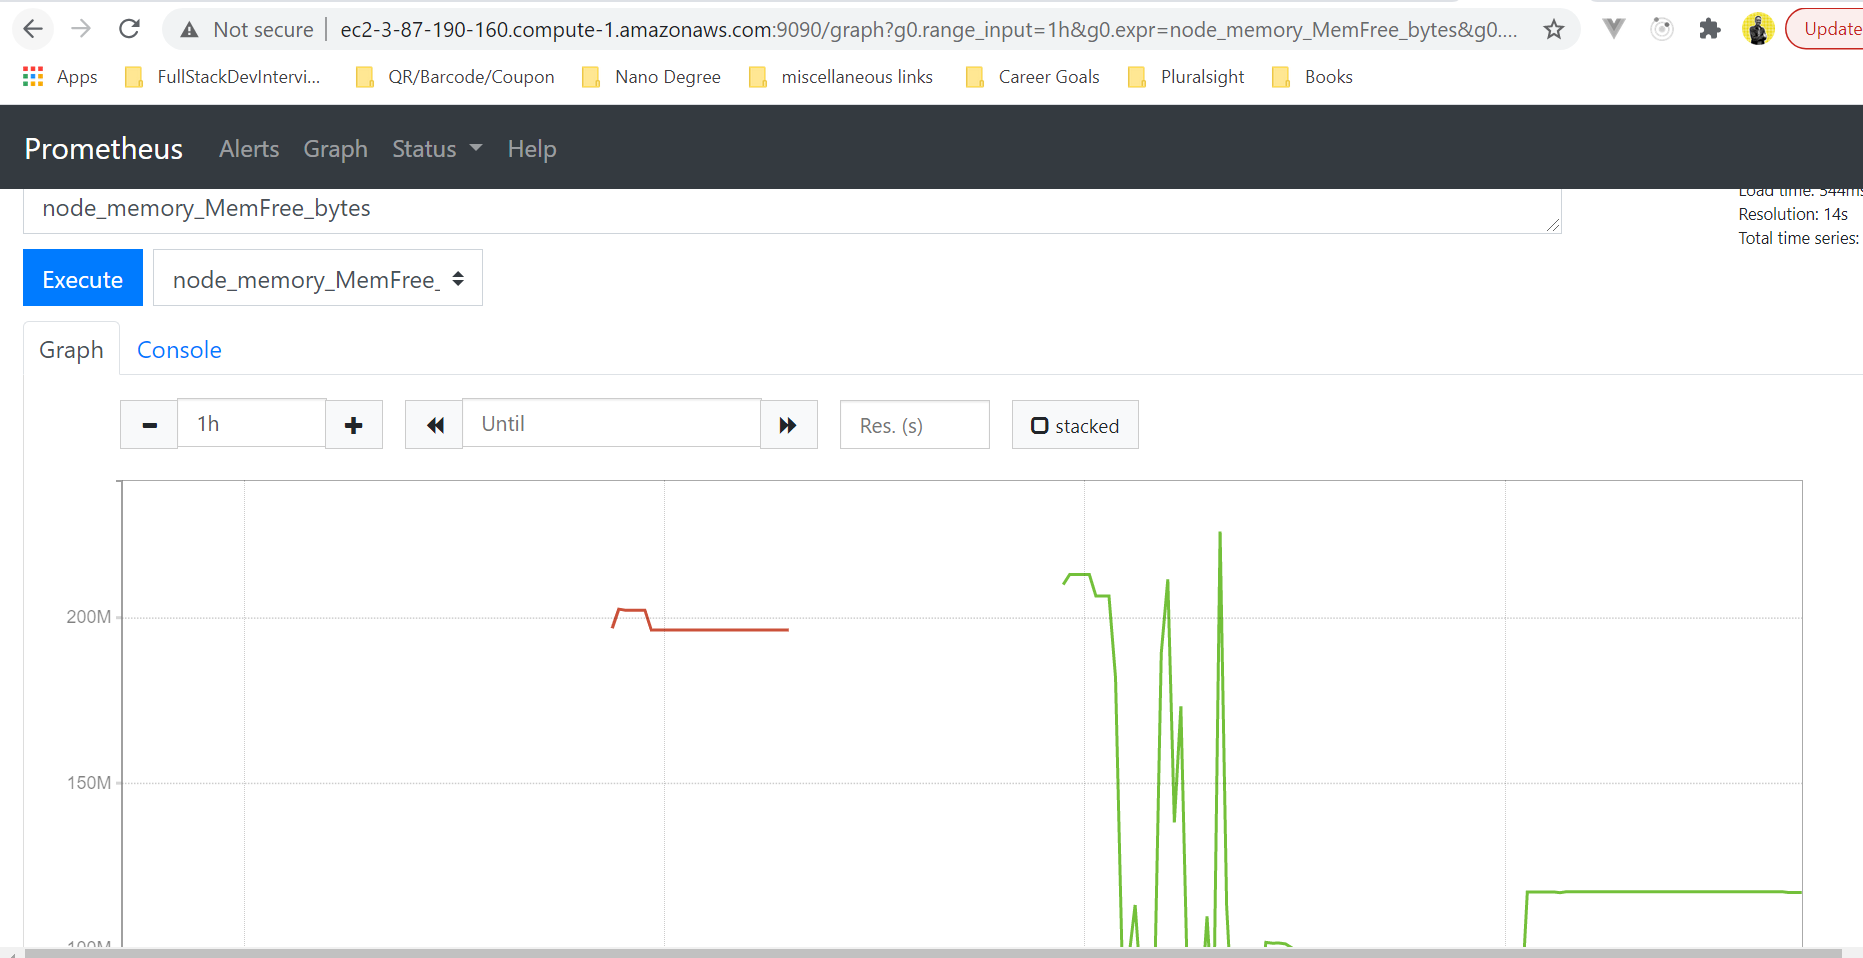 Not secure | ec2-3-87-190-160.compute-1.amazonaws.com:9090/graph?g0.range_input=1h&g0.expr=node_memory_MemFree_bytes&g0.... Update
Apps FullStackDevIntervi... QR/Barcode/Coupon Nano Degree miscellaneous links Career Goals Pluralsight Books
Prometheus Alerts Graph Status Help
Load time: 544ms
node_memory_MemFree_bytes
Resolution: 14s
Total time series:
Execute node_memory_MemFree_
Graph Console
1h Until Res. (s) stacked
200M
150M
100M